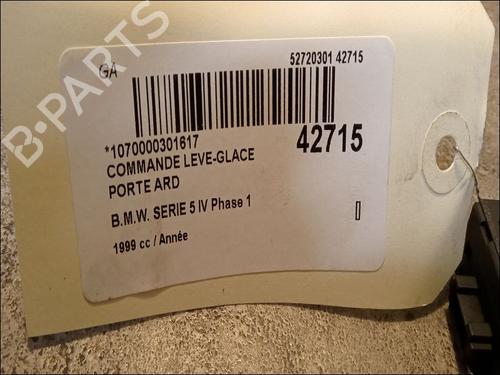 GA
52720301 42715
*1070000301617
42715
COMMANDE LEVE-GLACE
PORTE ARD
B.M.W. SERIE 5 IV Phase 1
1999 cc / Année
B-PARTS